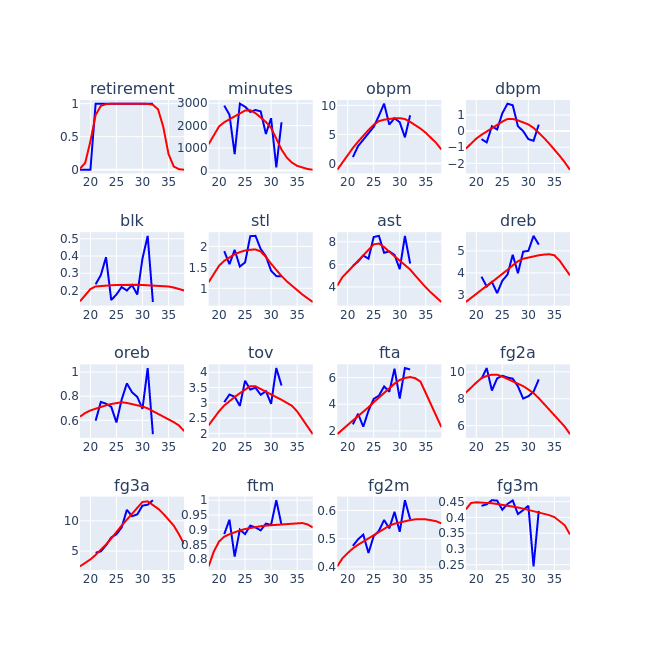 retirement minutes obpm dbpm
1 0.5 0 20 25 30 35
3000 2000 1000 0 20 25 30 35
10 5 0 20 25 30 35
1 0 −1 −2 20 25 30 35
blk stl ast dreb
0.5 0.4 0.3 0.2 20 25 30 35
2 1.5 1 20 25 30 35
8 6 4 20 25 30 35
5 4 3 20 25 30 35
oreb tov fta fg2a
1 0.8 0.6 20 25 30 35
4 3.5 3 2.5 2 20 25 30 35
6 4 2 20 25 30 35
10 8 6 20 25 30 35
fg3a ftm fg2m fg3m
10 5 20 25 30 35
1 0.95 0.9 0.85 0.8 20 25 30 35
0.6 0.5 0.4 20 25 30 35
0.45 0.4 0.35 0.3 0.25 20 25 30 35